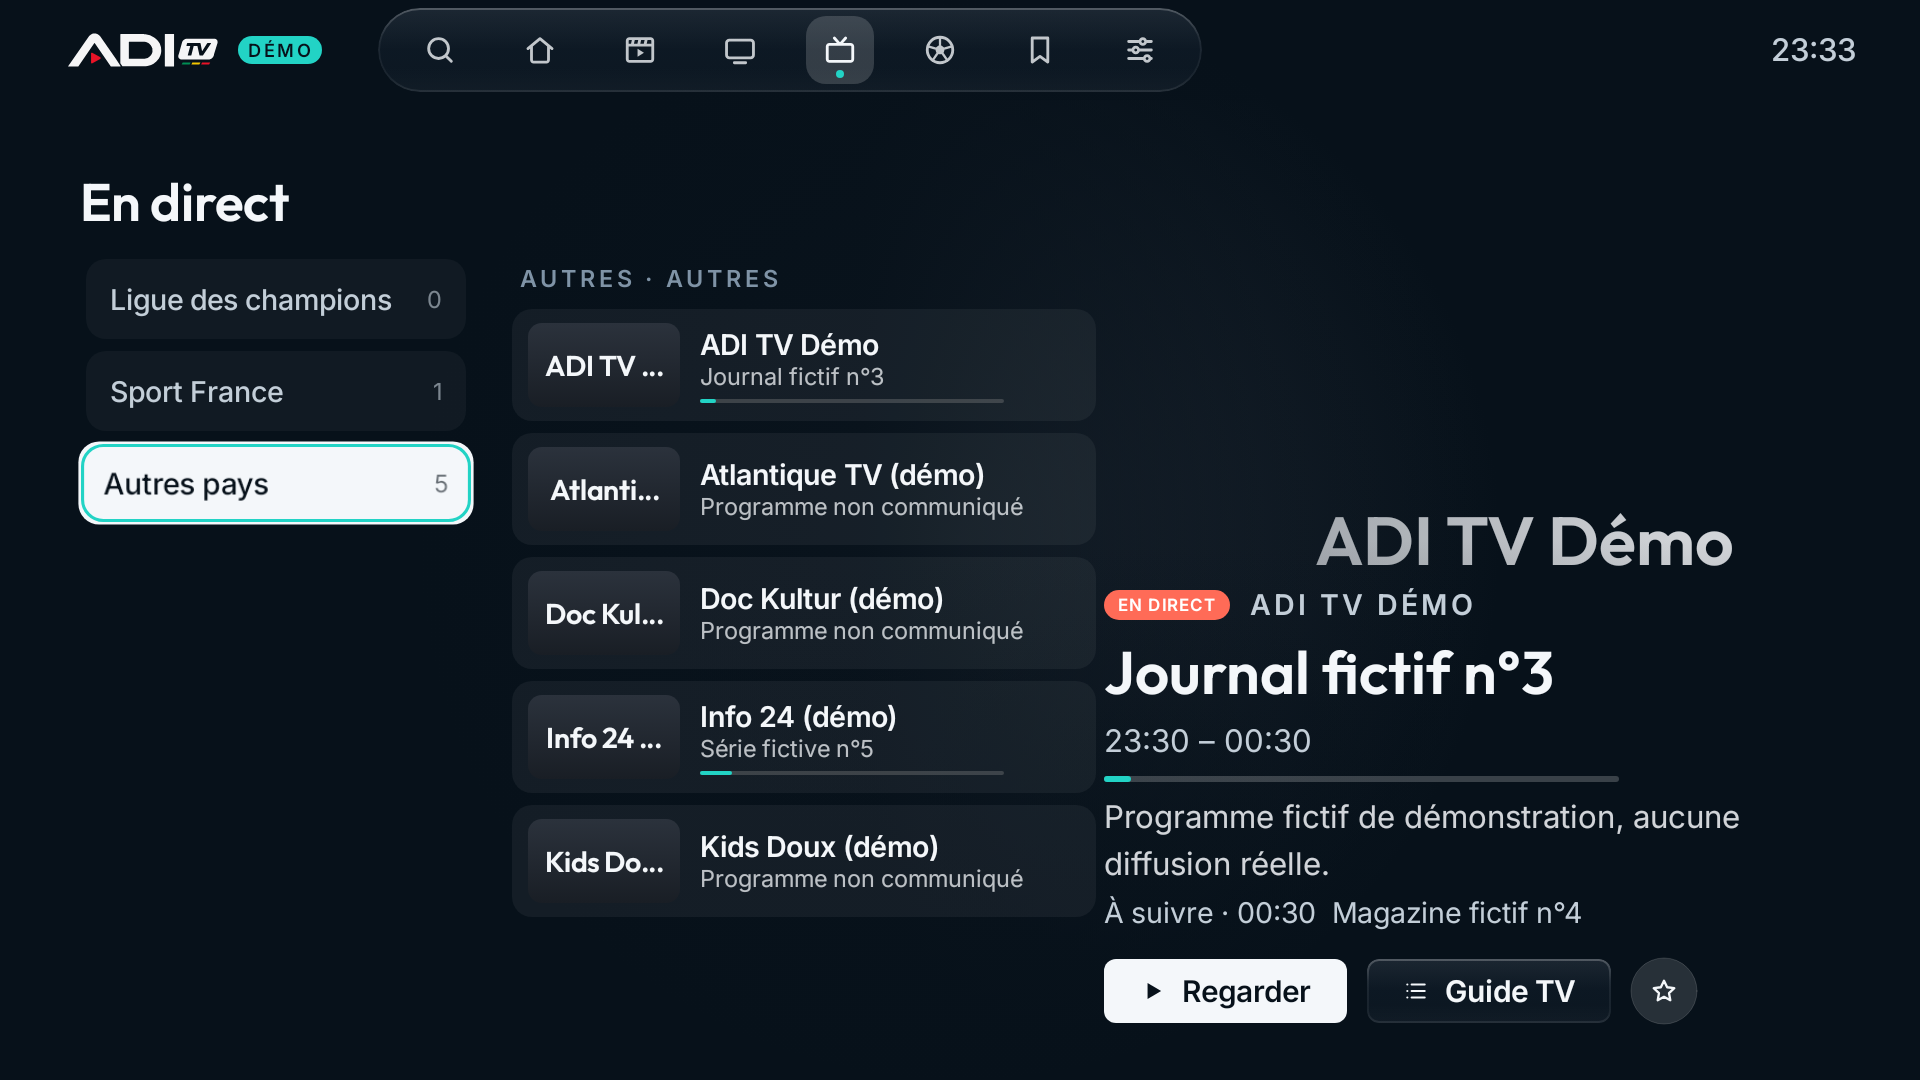 ADI TV
DÉMO
23:33
En direct
Ligue des champions 0
Sport France 1
Autres pays 5
AUTRES · AUTRES
ADI TV ...
ADI TV Démo
Journal fictif n°3
Atlanti...
Atlantique TV (démo)
Programme non communiqué
Doc Kul...
Doc Kultur (démo)
Programme non communiqué
Info 24 ...
Info 24 (démo)
Série fictive n°5
Kids Do...
Kids Doux (démo)
Programme non communiqué
ADI TV Démo
EN DIRECT ADI TV DÉMO
Journal fictif n°3
23:30 – 00:30
Programme fictif de démonstration, aucune
diffusion réelle.
À suivre · 00:30 Magazine fictif n°4
Regarder
Guide TV